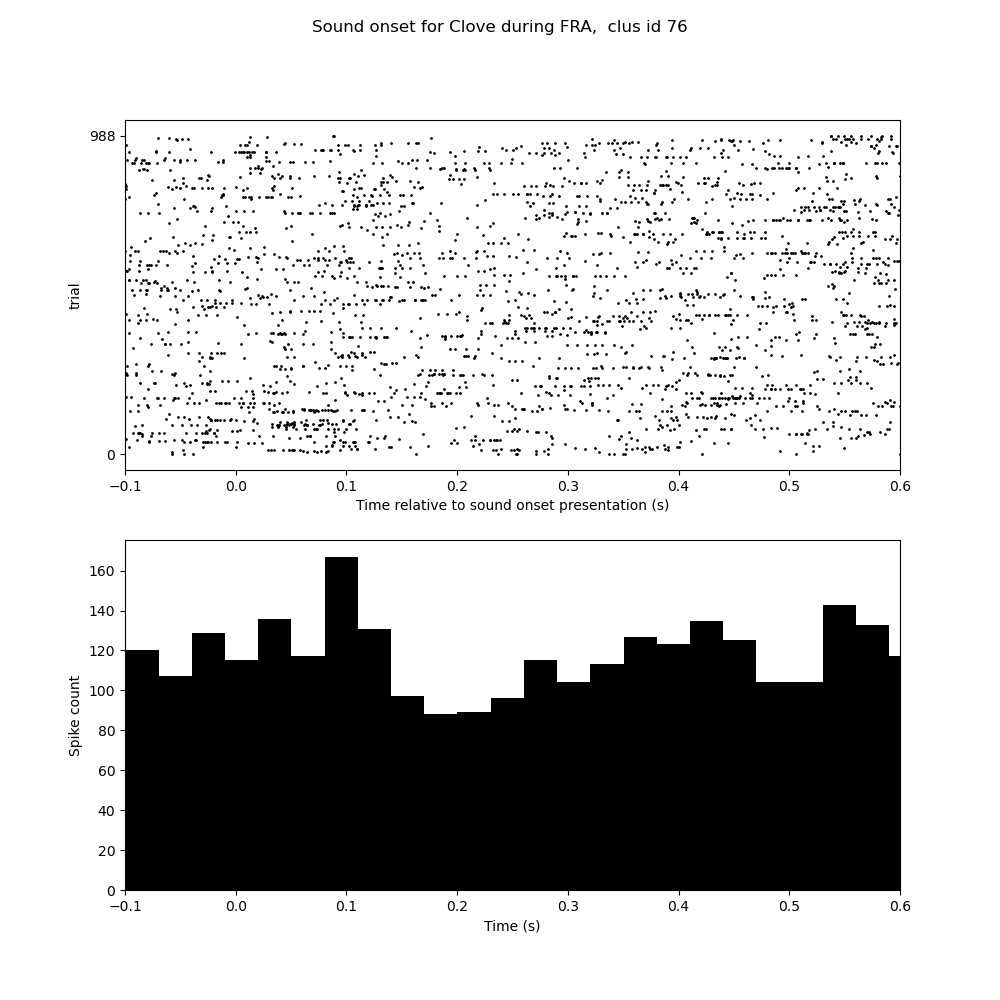 Sound onset for Clove during FRA,  clus id 76
988
trial
0
−0.1 0.0 0.1 0.2 0.3 0.4 0.5 0.6
Time relative to sound onset presentation (s)
160
140
120
100
80
60
40
20
0
Spike count
−0.1 0.0 0.1 0.2 0.3 0.4 0.5 0.6
Time (s)